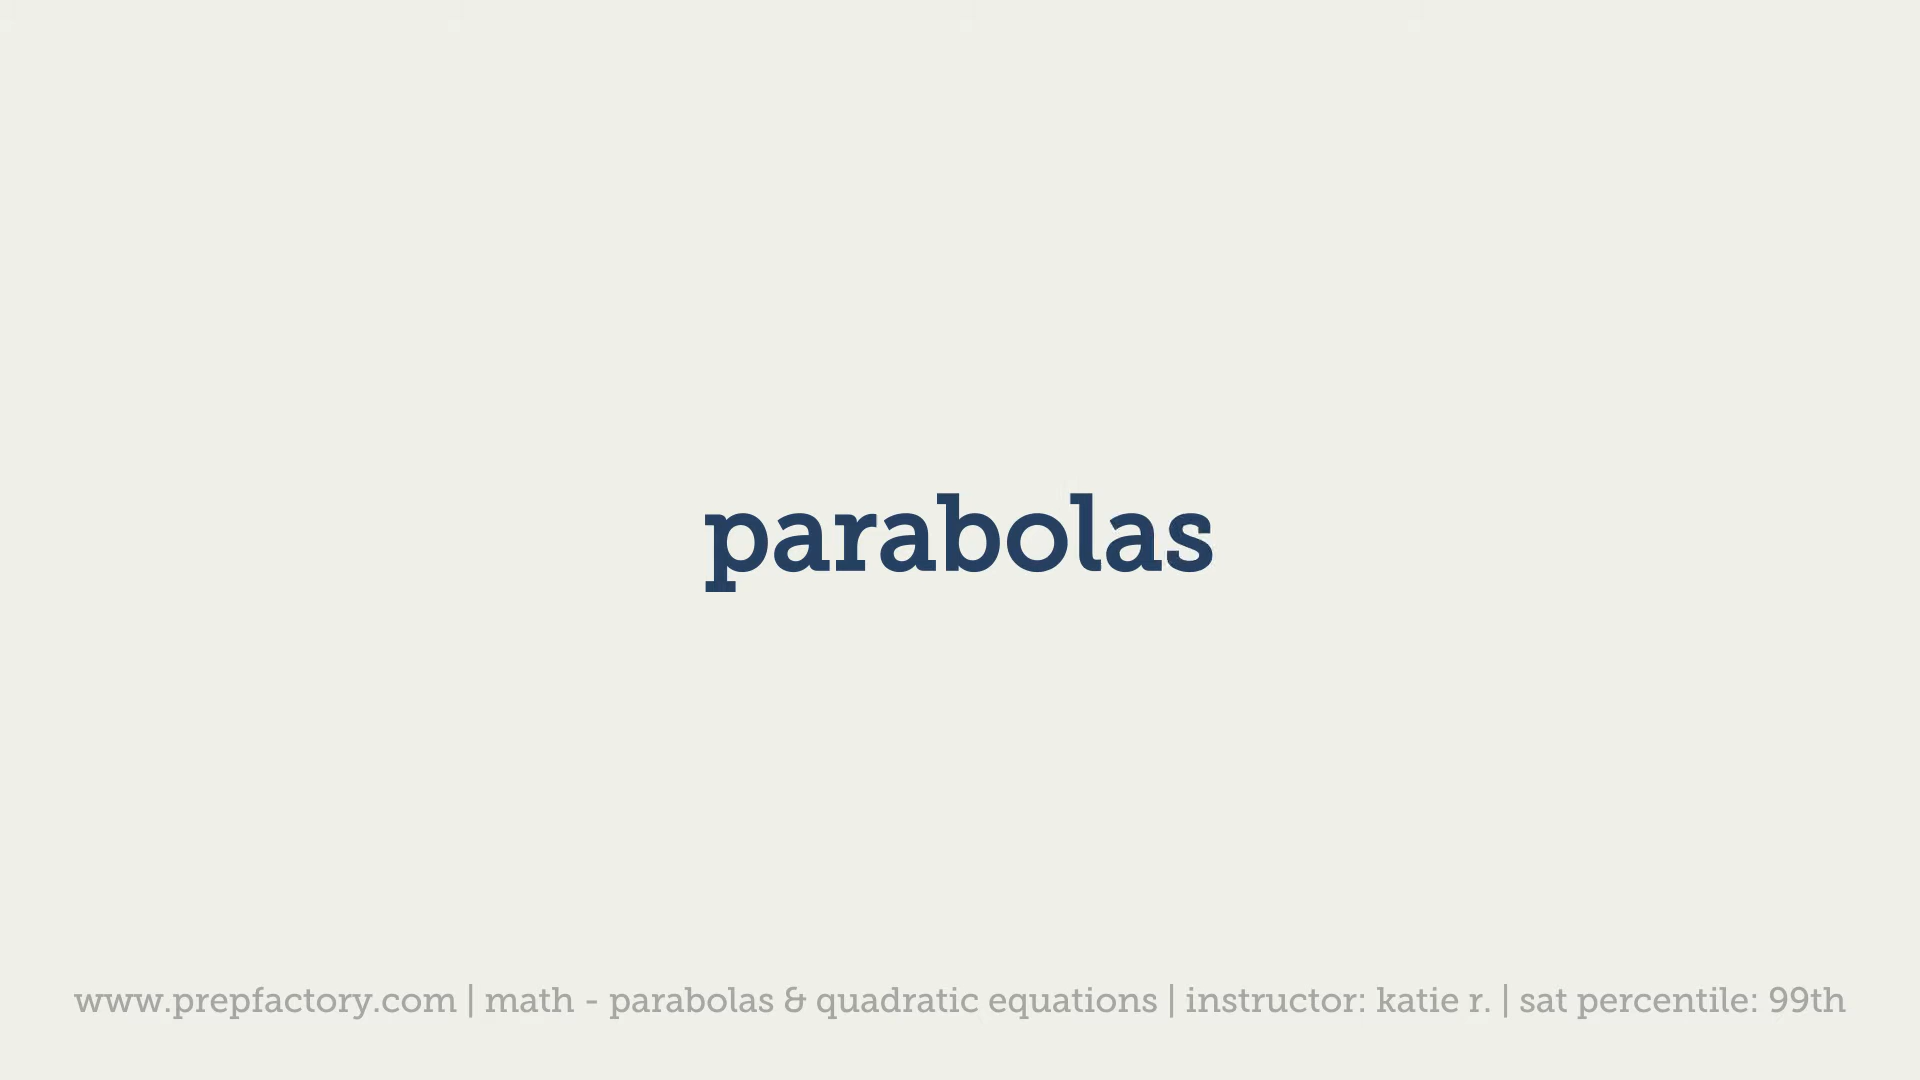 parabolas
www.prepfactory.com | math - parabolas & quadratic equations | instructor: katie r. | sat percentile: 99th